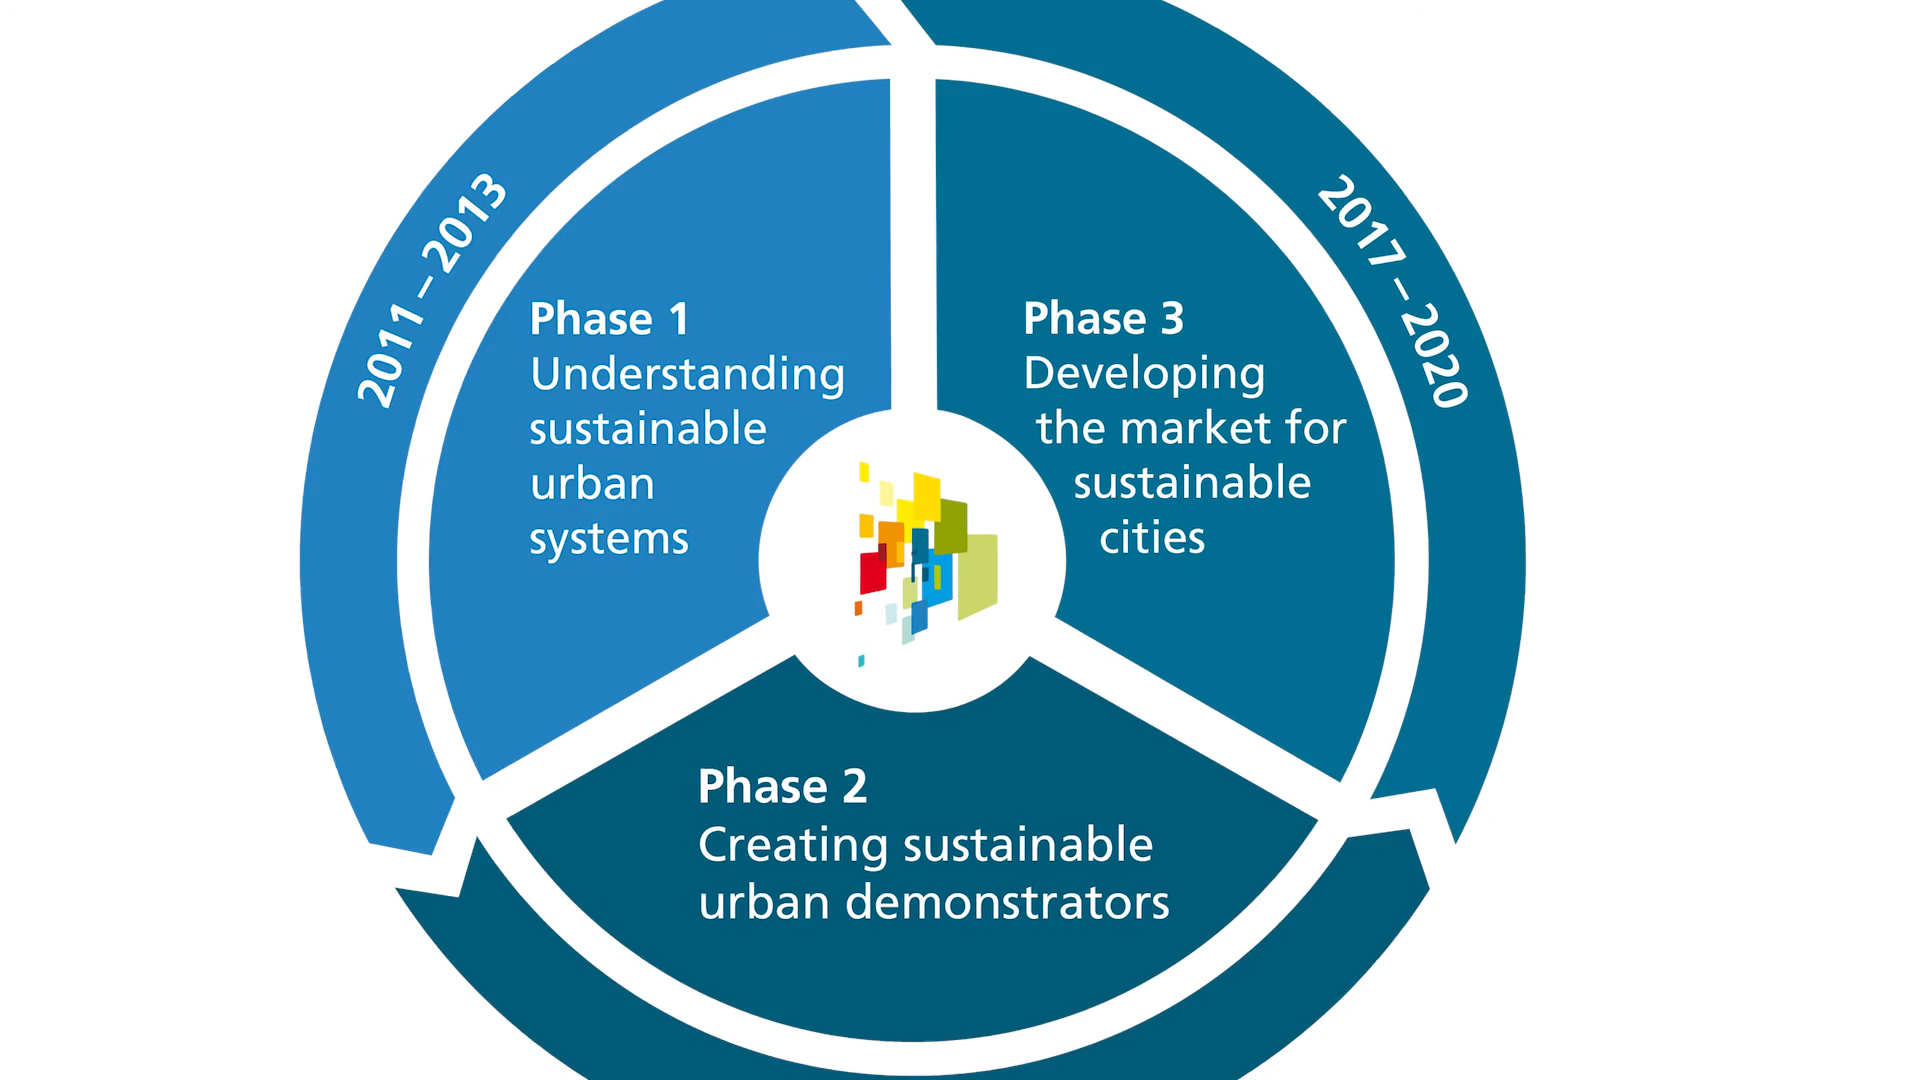 2011 – 2013
Phase 1
Understanding
sustainable
urban
systems
2017 – 2020
Phase 3
Developing
the market for
sustainable
cities
Phase 2
Creating sustainable
urban demonstrators